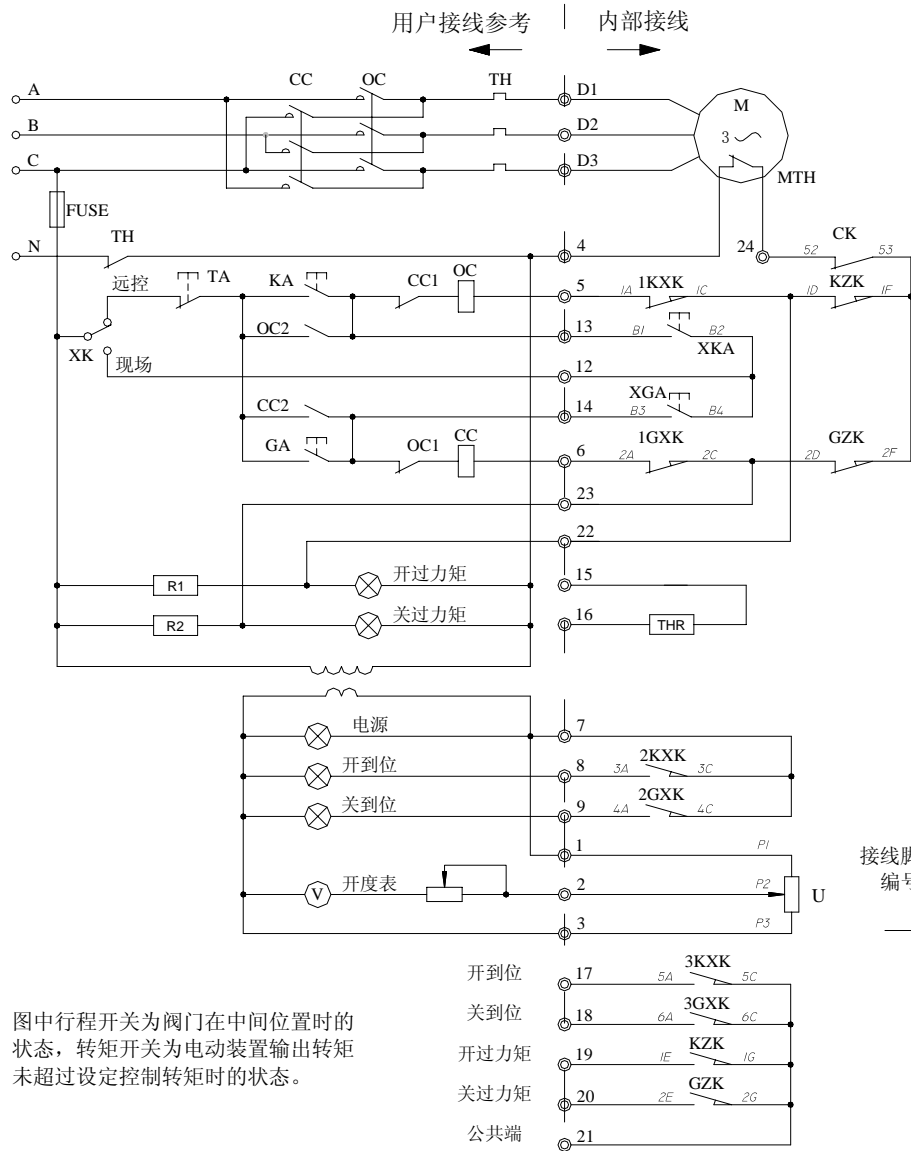 用户接线参考 内部接线
CC OC TH
A D1
M
B D2
3
C D3
MTH
FUSE
TH
N 4 24 CK
52 53
远控 TA KA CC1 OC 5 1A 1KXK 1C 1D KZK 1F
OC2 13 B1 B2
XKA
XK 现场 12
XGA
CC2 14 B3 B4
GA OC1 CC 6 2A 1GXK 2C 2D GZK 2F
23
22
R1 开过力矩 15
R2 关过力矩 16 THR
电源 7
开到位 8 3A 2KXK 3C
关到位 9 4A 2GXK 4C
1 P1
接线脚
编号
V 开度表 2 P2 U
3 P3
开到位 17 5A 3KXK 5C
关到位 18 6A 3GXK 6C
图中行程开关为阀门在中间位置时的
状态，转矩开关为电动装置输出转矩
未超过设定控制转矩时的状态。
开过力矩 19 1E KZK 1G
关过力矩 20 2E GZK 2G
公共端 21